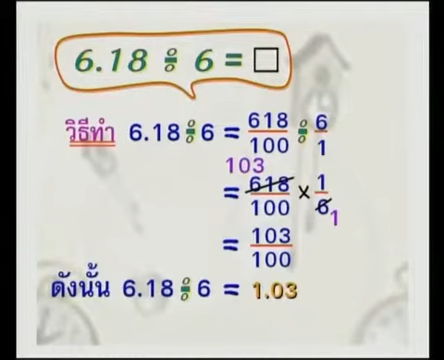 6.18 ÷ 6 = □
วิธีทำ 6.18 ÷ 6 = 618/100 ÷ 6/1
103
= 618/100 × 1/6 1
= 103/100
ดังนั้น 6.18 ÷ 6 = 1.03